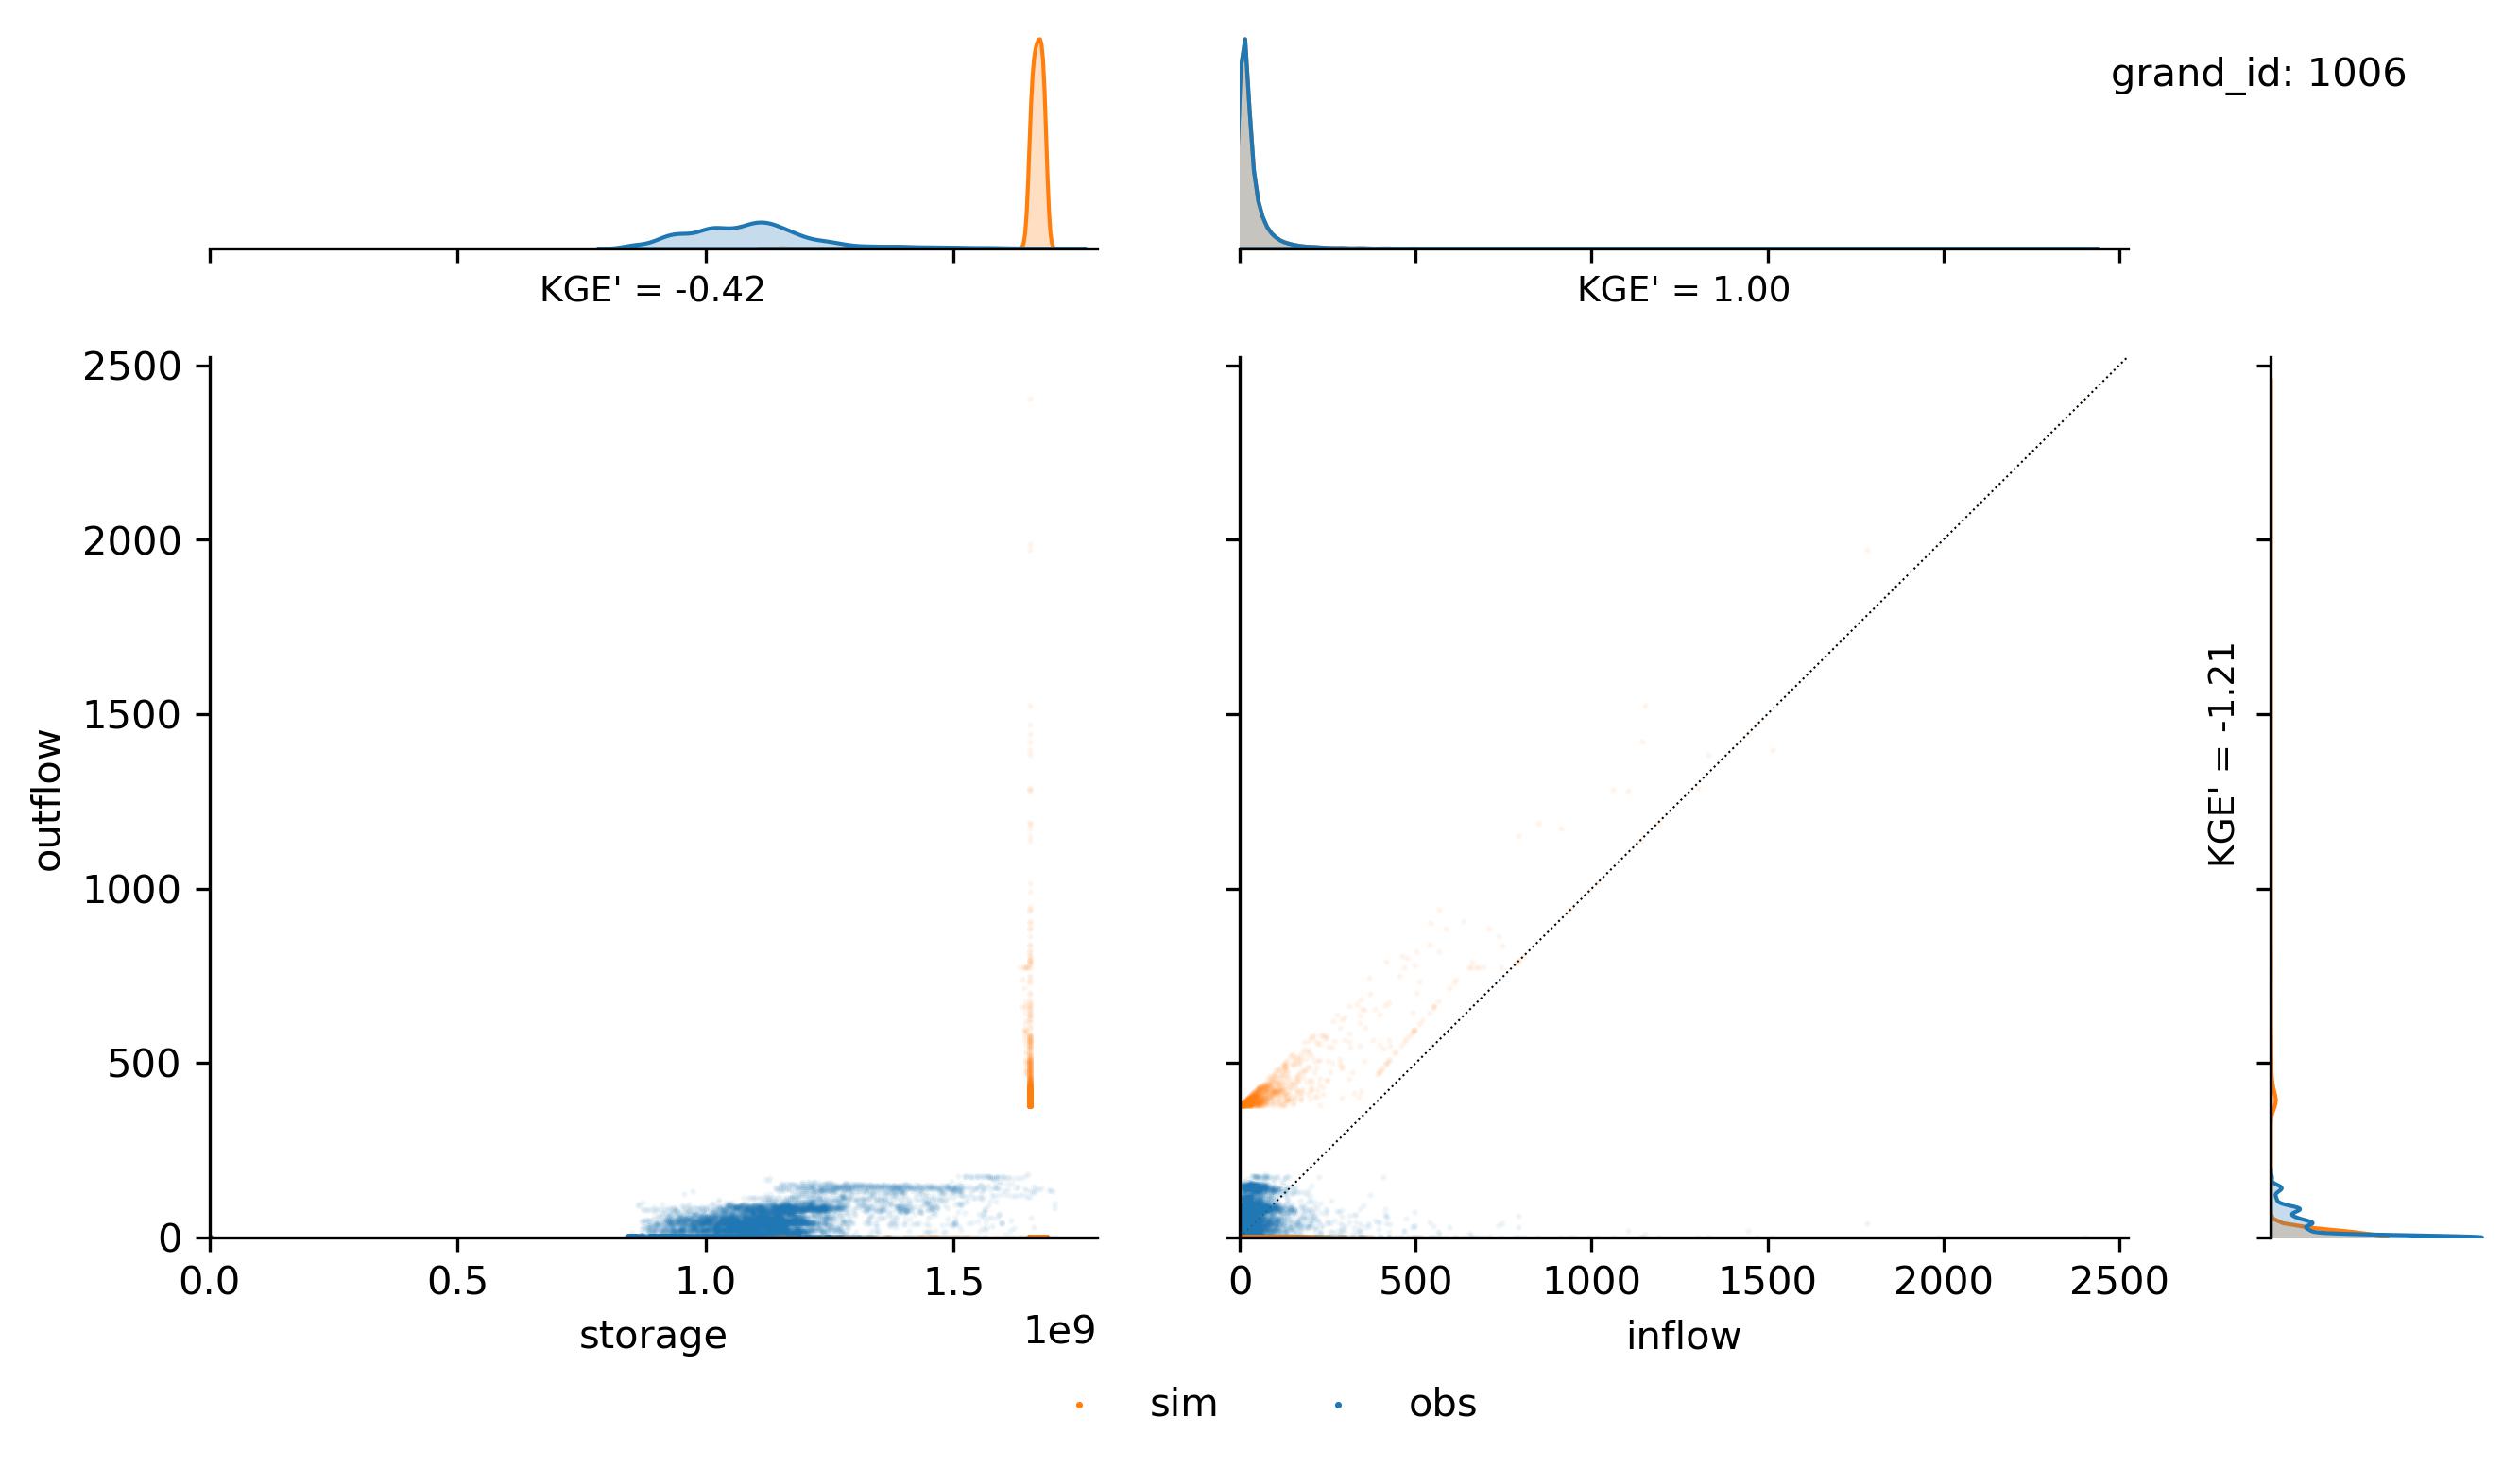 grand_id: 1006
KGE' = -0.42
KGE' = 1.00
2500
2000
1500
1000
500
0
outflow
KGE' = -1.21
0.0 0.5 1.0 1.5
1e9
storage
0 500 1000 1500 2000 2500
inflow
sim obs